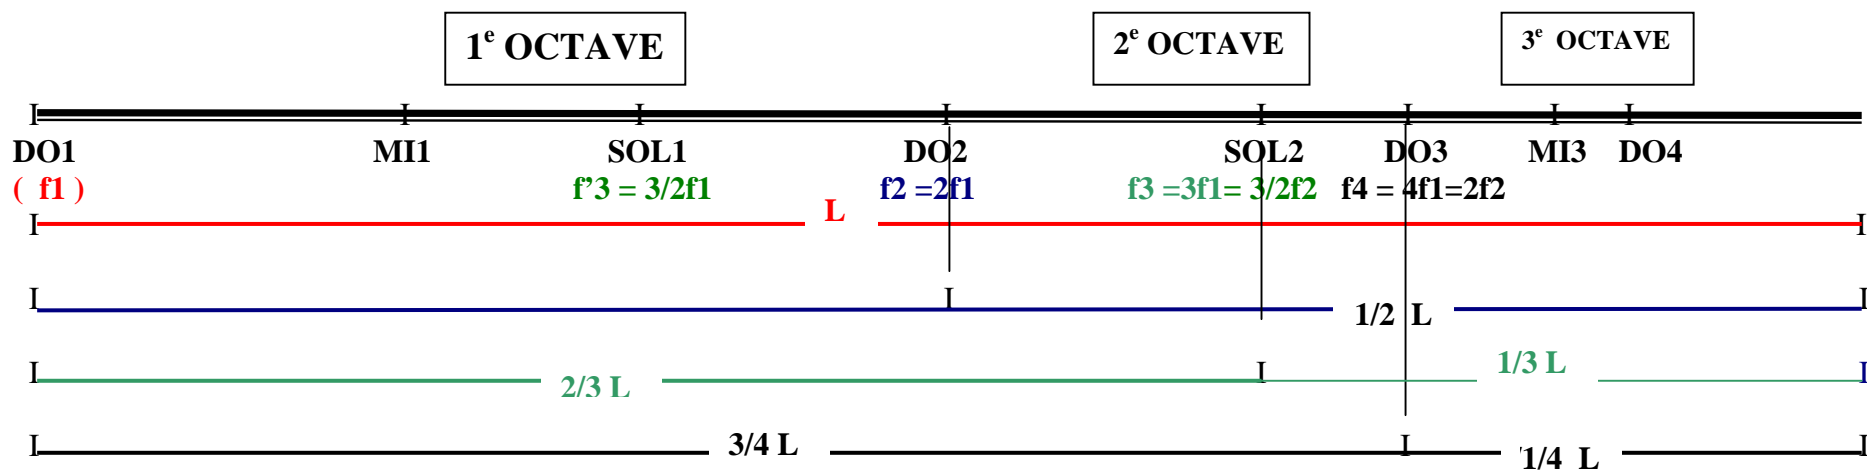 1e OCTAVE 2e OCTAVE 3e OCTAVE
I I I I I I I I
DO1 MI1 SOL1 DO2 SOL2 DO3 MI3 DO4
( f1 ) f’3 = 3/2f1 f2 =2f1 f3 =3f1= 3/2f2 f4 = 4f1=2f2
I L I
I I 1/2 L I
I 2/3 L I 1/3 L I
I 3/4 L I 1/4 L I